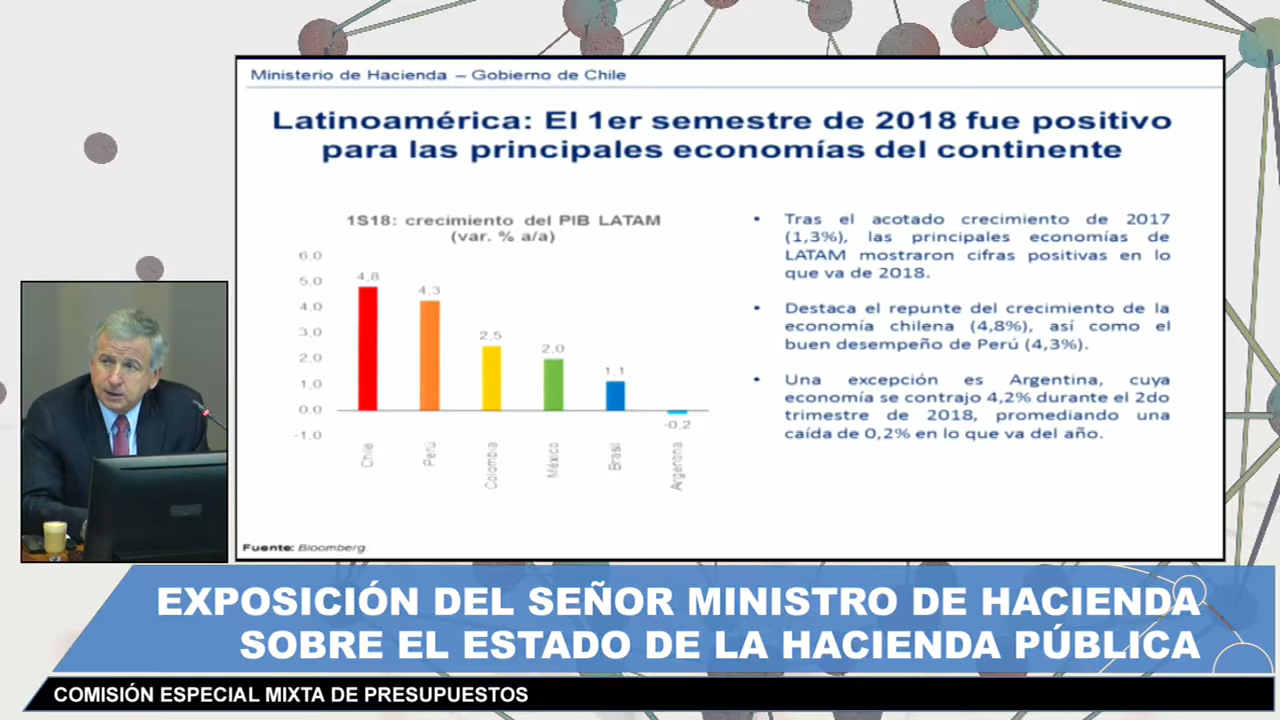 Ministerio de Hacienda – Gobierno de Chile
Latinoamérica: El 1er semestre de 2018 fue positivo
para las principales economías del continente
1S18: crecimiento del PIB LATAM
(var. % a/a)
6,0
5,0
4,0
3,0
2,0
1,0
0,0
-1,0
4,8
4,3
2,5
2,0
1,1
-0,2
Chile
Perú
Colombia
México
Brasil
Argentina
• Tras el acotado crecimiento de 2017
(1,3%), las principales economías de
LATAM mostraron cifras positivas en lo
que va de 2018.
• Destaca el repunte del crecimiento de la
economía chilena (4,8%), así como el
buen desempeño de Perú (4,3%).
• Una excepción es Argentina, cuya
economía se contrajo 4,2% durante el 2do
trimestre de 2018, promediando una
caída de 0,2% en lo que va del año.
Fuente: Bloomberg.
EXPOSICIÓN DEL SEÑOR MINISTRO DE HACIENDA
SOBRE EL ESTADO DE LA HACIENDA PÚBLICA
COMISIÓN ESPECIAL MIXTA DE PRESUPUESTOS